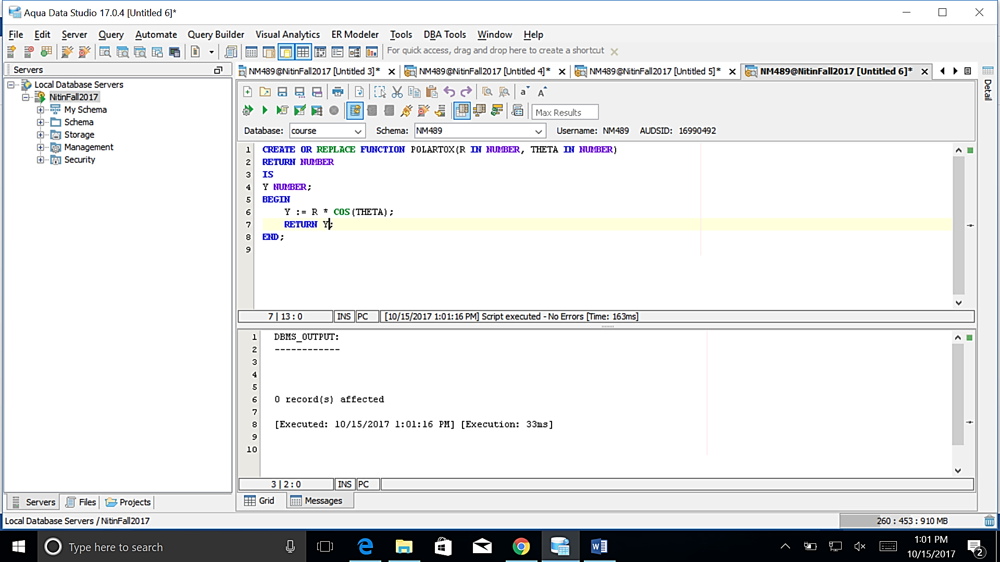 Aqua Data Studio 17.0.4 [Untitled 6]*
File Edit Server Query Automate Query Builder Visual Analytics ER Modeler Tools DBA Tools Window Help
For quick access, drag and drop here to create a shortcut
Servers
NM489@NitinFall2017 [Untitled 3]* NM489@NitinFall2017 [Untitled 4]* NM489@NitinFall2017 [Untitled 5]* NM489@NitinFall2017 [Untitled 6]*
Detail
Local Database Servers
NitinFall2017
My Schema
Schema
Storage
Management
Security
Max Results
Database: course Schema: NM489 Username: NM489 AUDSID: 16990492
1 CREATE OR REPLACE FUNCTION POLARTOX(R IN NUMBER, THETA IN NUMBER)
2 RETURN NUMBER
3 IS
4 Y NUMBER;
5 BEGIN
6 Y := R * COS(THETA);
7 RETURN Y;
8 END;
9
7 | 13 : 0 INS PC [10/15/2017 1:01:16 PM] Script executed - No Errors [Time: 163ms]
1 DBMS_OUTPUT:
2 ------------
3
4
5
6 0 record(s) affected
7
8 [Executed: 10/15/2017 1:01:16 PM] [Execution: 33ms]
9
10
3 | 2 : 0 INS PC
Grid Messages
Servers Files Projects
Local Database Servers / NitinFall2017
260 : 453 : 910 MB
Type here to search
1:01 PM
10/15/2017
2